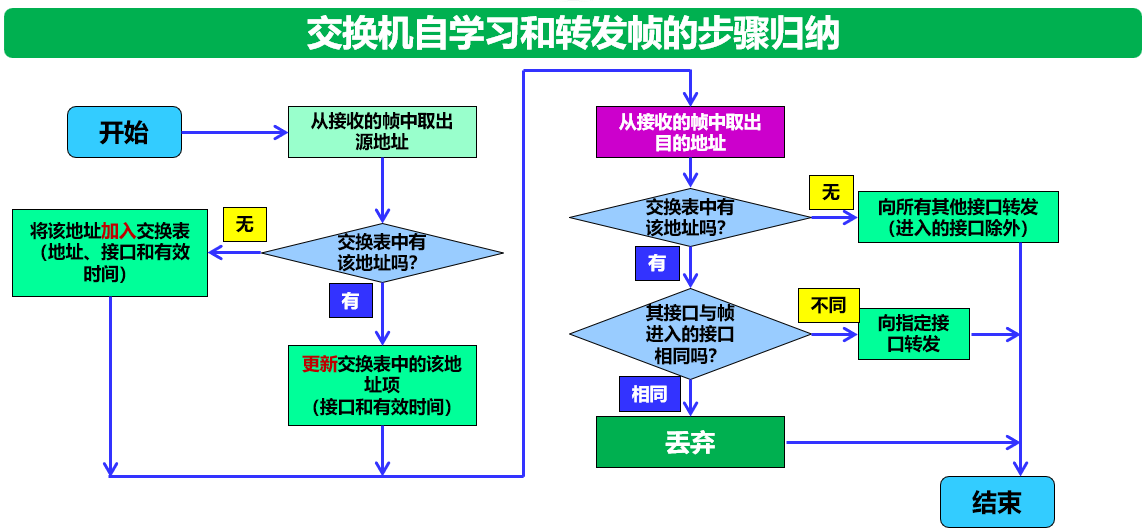 交换机自学习和转发帧的步骤归纳
开始
从接收的帧中取出
源地址
交换表中有
该地址吗？
无
将该地址加入交换表
（地址、接口和有效
时间）
有
更新交换表中的该地
址项
（接口和有效时间）
从接收的帧中取出
目的地址
交换表中有
该地址吗？
无
向所有其他接口转发
（进入的接口除外）
有
其接口与帧
进入的接口
相同吗？
不同
向指定接
口转发
相同
丢弃
结束